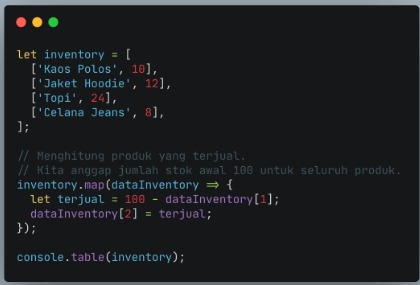 let inventory = [
  ['Kaos Polos', 10],
  ['Jaket Hoodie', 12],
  ['Topi', 24],
  ['Celana Jeans', 8],
];
// Menghitung produk yang terjual.
// Kita anggap jumlah stok awal 100 untuk seluruh produk.
inventory.map(dataInventory => {
  let terjual = 100 - dataInventory[1];
  dataInventory[2] = terjual;
});
console.table(inventory);